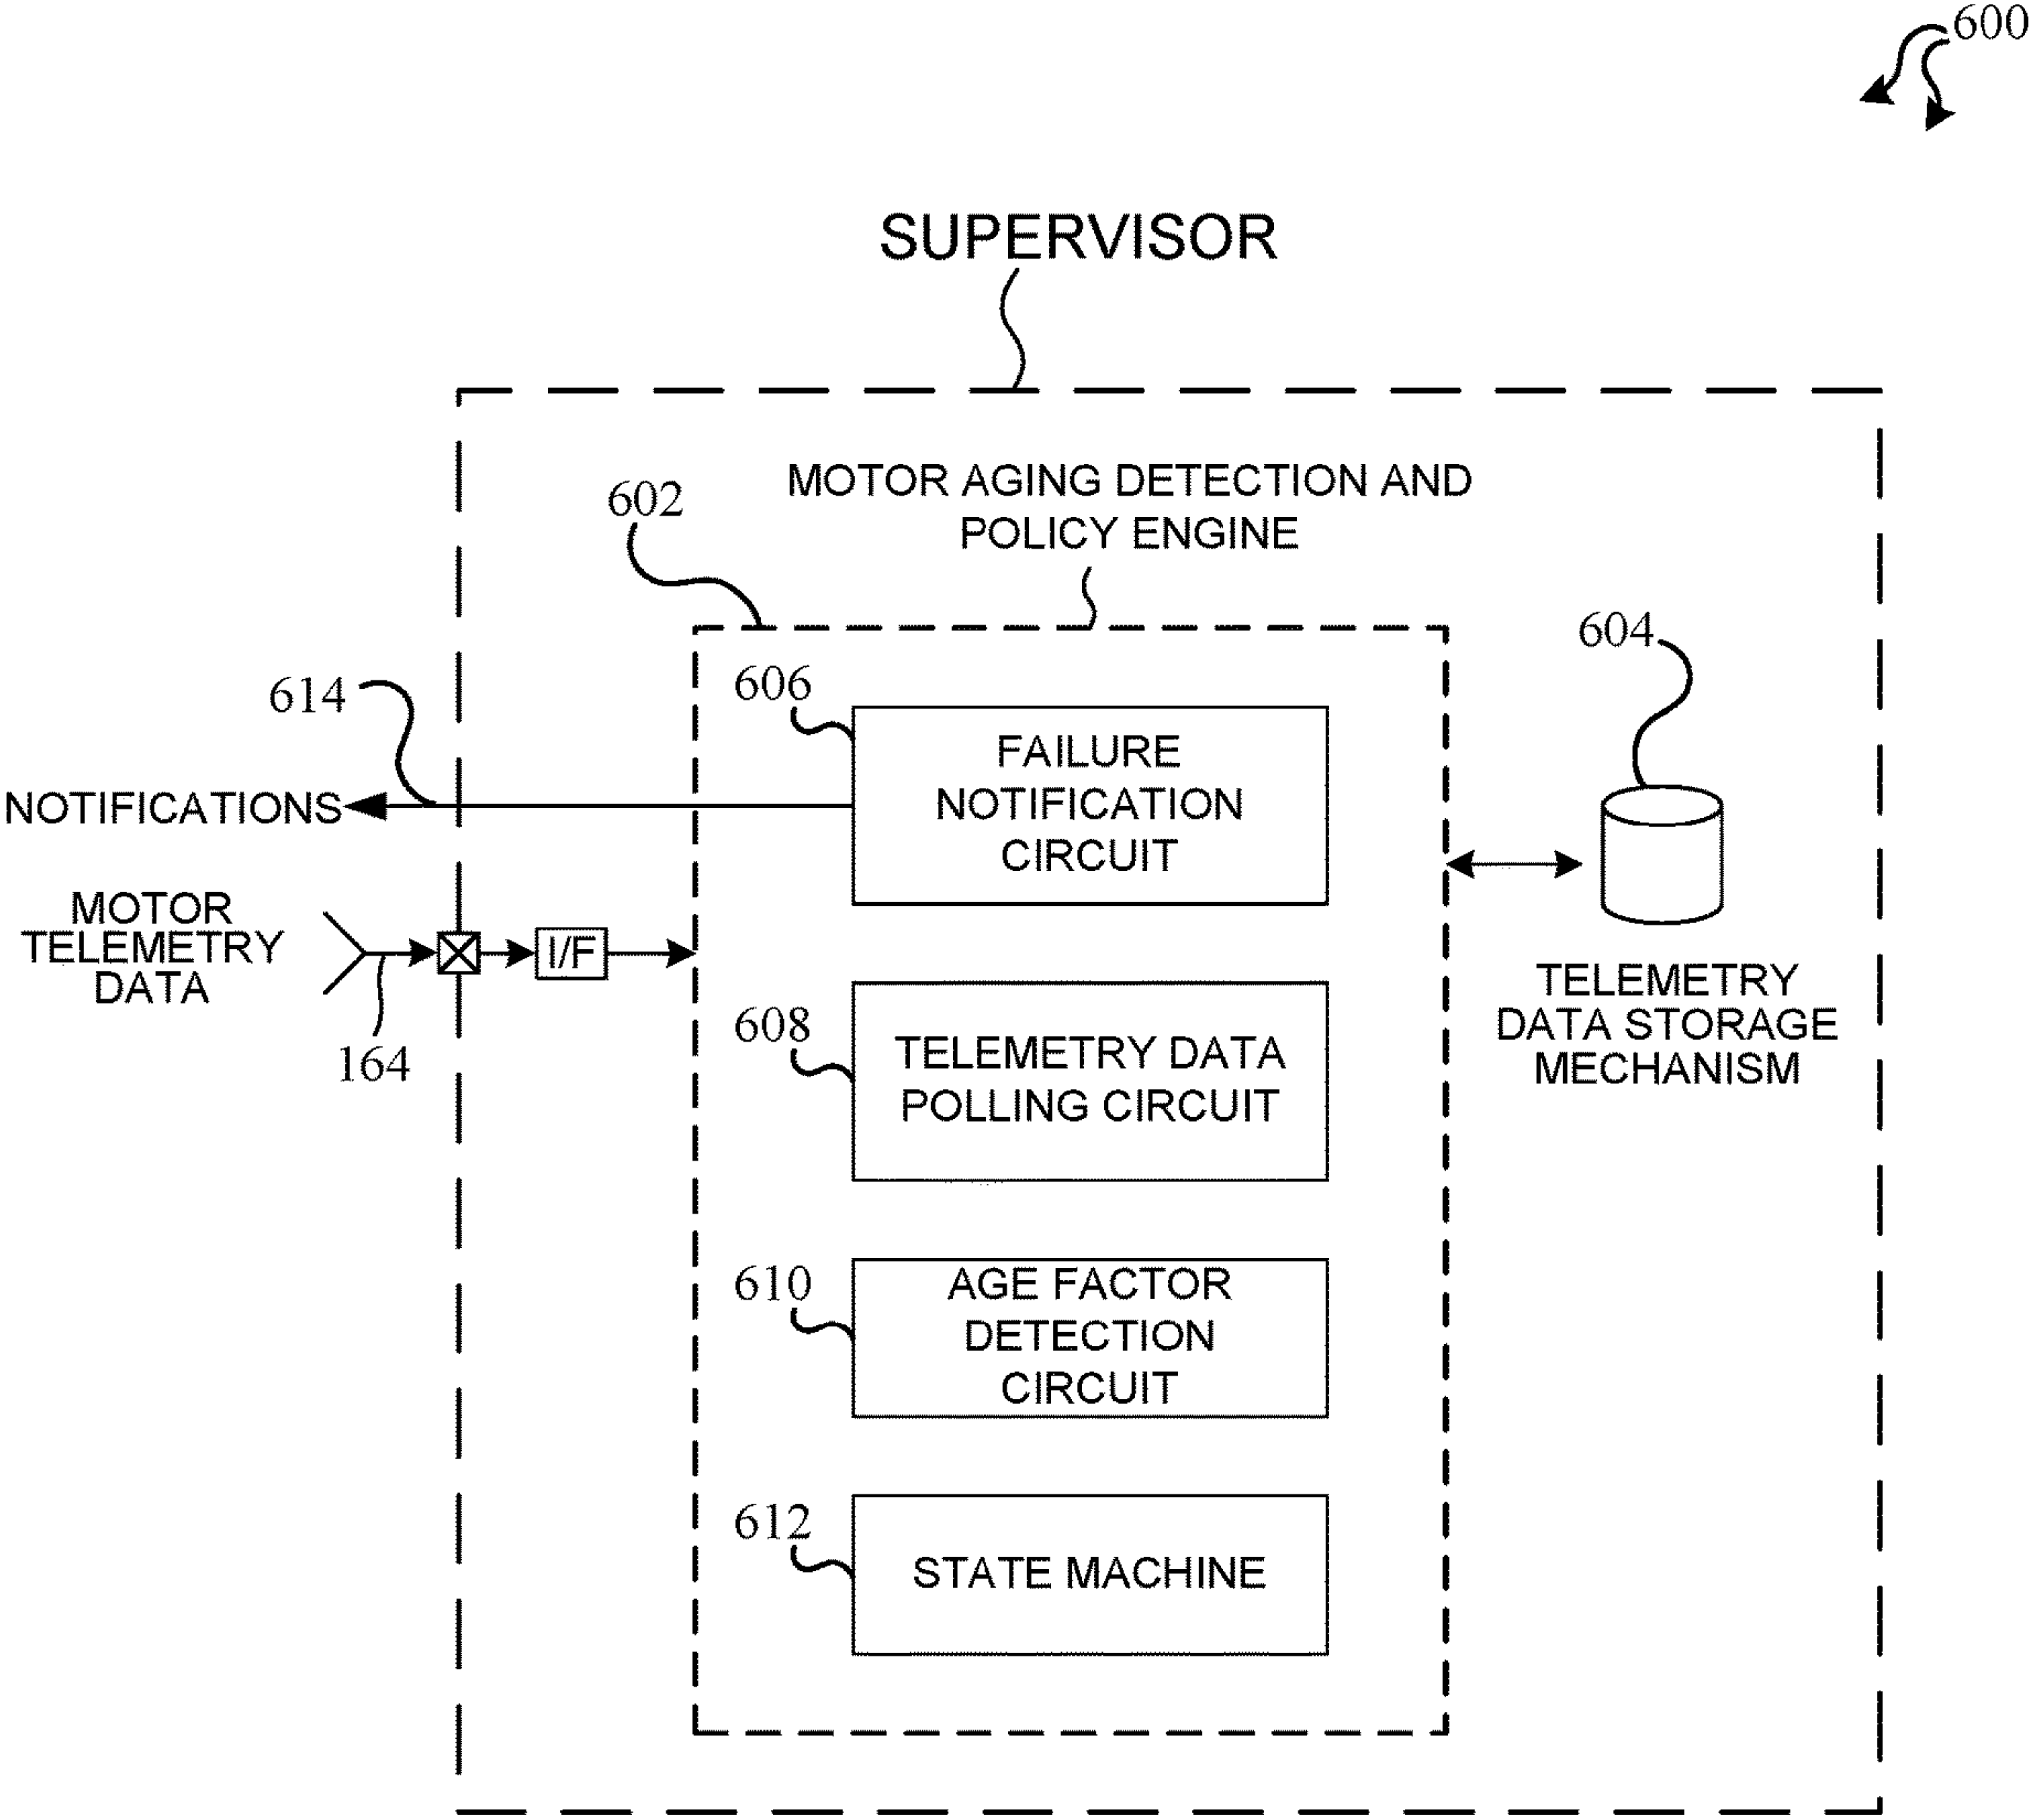 600
SUPERVISOR
MOTOR AGING DETECTION AND
POLICY ENGINE
602
604
606
614
FAILURE
NOTIFICATION
CIRCUIT
NOTIFICATIONS
MOTOR
TELEMETRY
DATA
I/F
164
TELEMETRY
DATA STORAGE
MECHANISM
608
TELEMETRY DATA
POLLING CIRCUIT
610
AGE FACTOR
DETECTION
CIRCUIT
612
STATE MACHINE